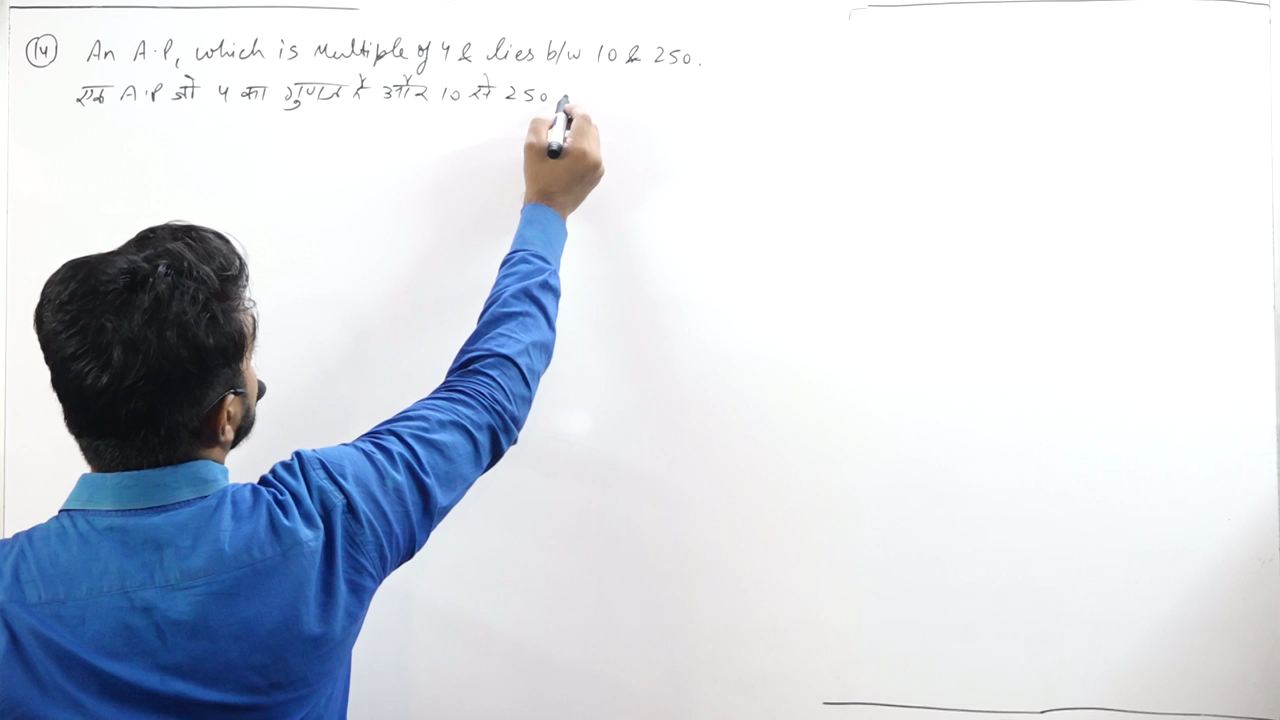 (14) An A.P, which is Multiple of 4 & lies b/w 10 & 250.
एक A.P जो 4 का गुणज है और 10 से 250